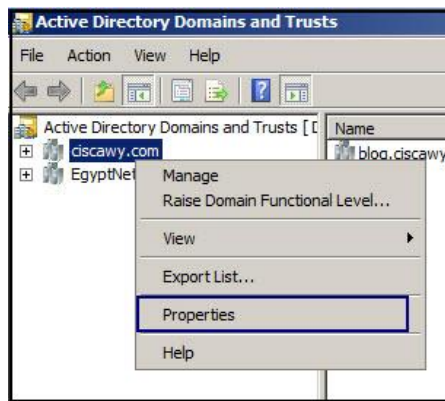 Active Directory Domains and Trusts
File Action View Help
Active Directory Domains and Trusts [ D
Name
ciscawy.com
blog.ciscawy
EgyptNet
Manage
Raise Domain Functional Level...
View
Export List...
Properties
Help